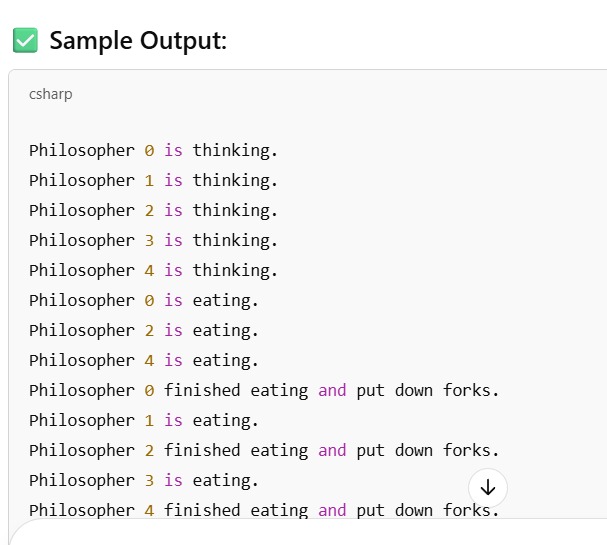 ✅ Sample Output:
csharp
Philosopher 0 is thinking.
Philosopher 1 is thinking.
Philosopher 2 is thinking.
Philosopher 3 is thinking.
Philosopher 4 is thinking.
Philosopher 0 is eating.
Philosopher 2 is eating.
Philosopher 4 is eating.
Philosopher 0 finished eating and put down forks.
Philosopher 1 is eating.
Philosopher 2 finished eating and put down forks.
Philosopher 3 is eating.
Philosopher 4 finished eating and put down forks.